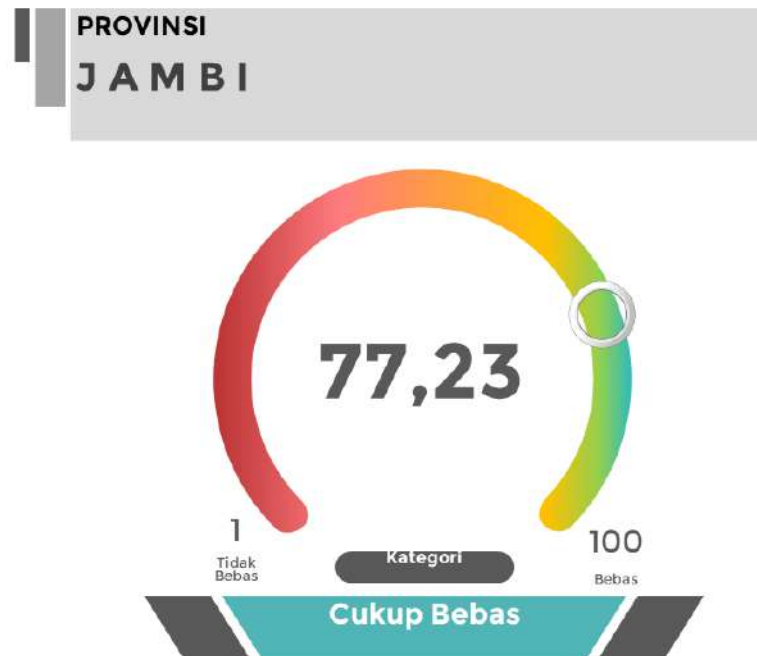 PROVINSI
JAMBI
77,23
1
Tidak
Bebas
100
Bebas
Kategori
Cukup Bebas